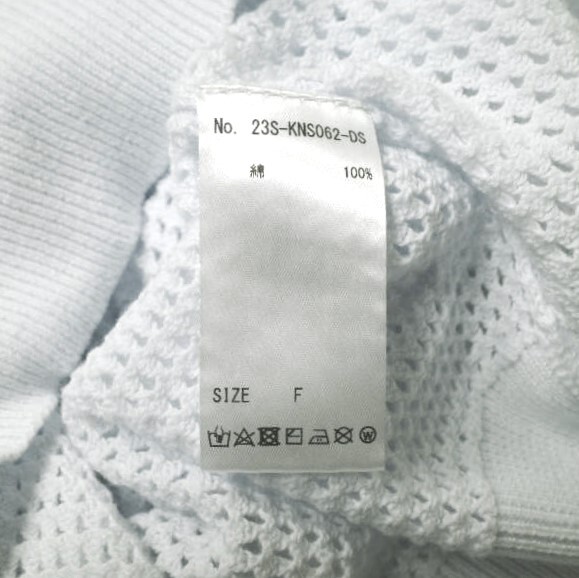 No. 23S-KNS062-DS
綿 100%
SIZE F
W